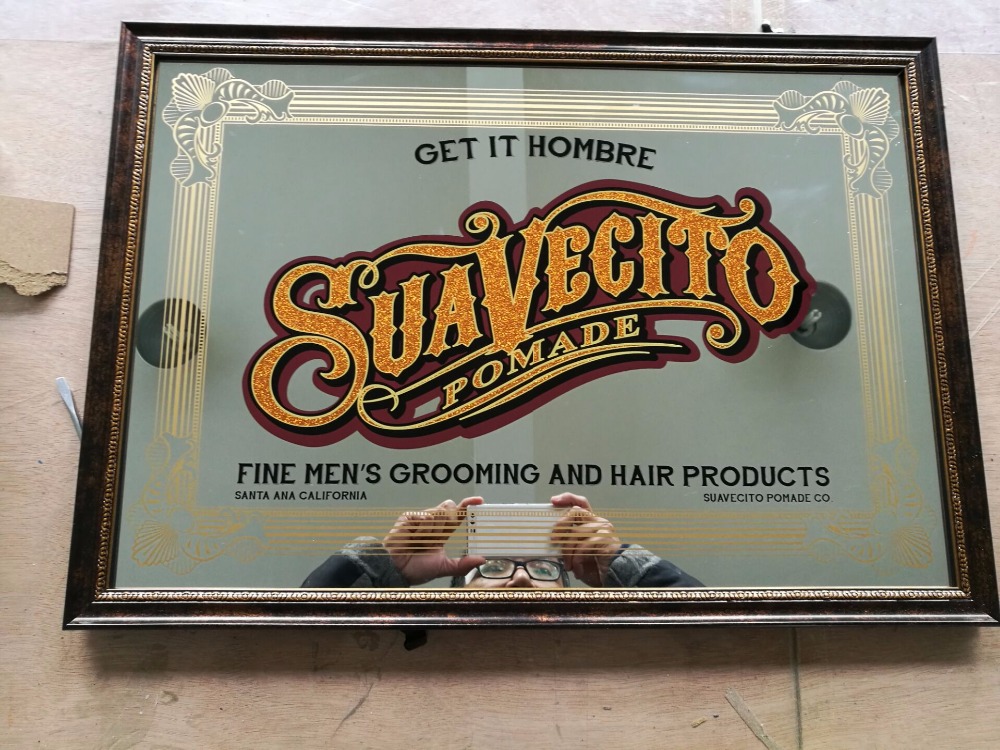 GET IT HOMBRE
SUAVECITO
POMADE
FINE MEN'S GROOMING AND HAIR PRODUCTS
SANTA ANA CALIFORNIA
SUAVECITO POMADE CO